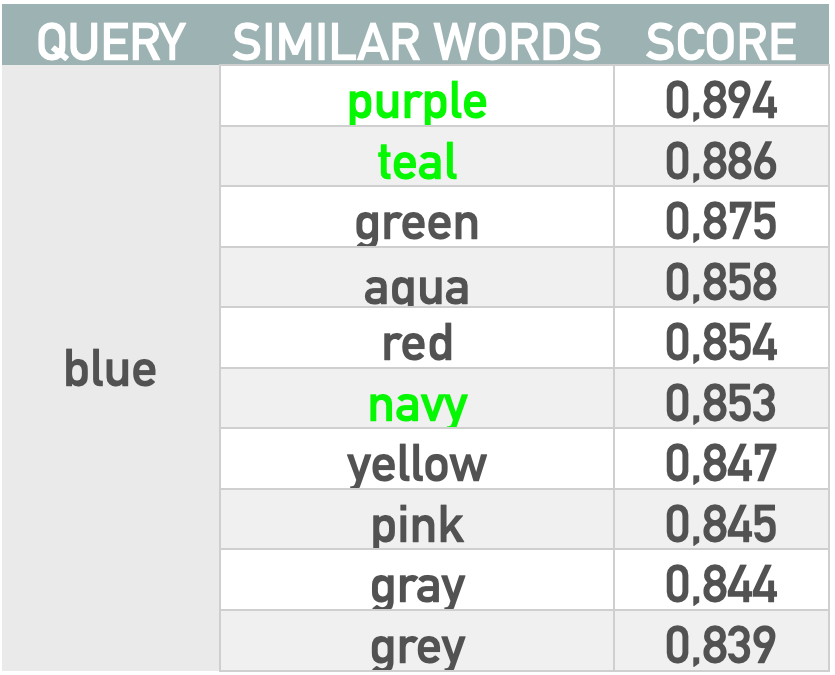 QUERY SIMILAR WORDS SCORE
purple 0,894
teal 0,886
green 0,875
aqua 0,858
red 0,854
blue
navy 0,853
yellow 0,847
pink 0,845
gray 0,844
grey 0,839